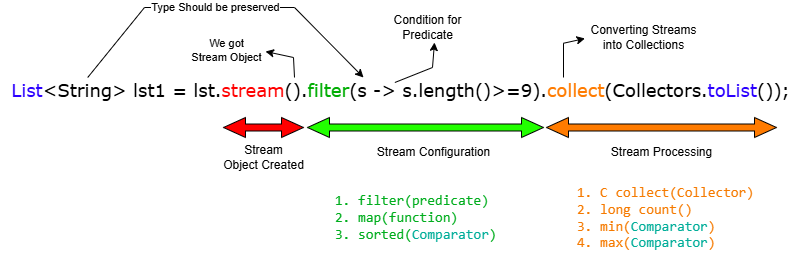 Type Should be preserved
Condition for
Predicate
We got
Stream Object
Converting Streams
into Collections
List<String> lst1 = lst.stream().filter(s -> s.length()>=9).collect(Collectors.toList());
Stream
Object Created
Stream Configuration
Stream Processing
1. filter(predicate)
2. map(function)
3. sorted(Comparator)
1. C collect(Collector)
2. long count()
3. min(Comparator)
4. max(Comparator)